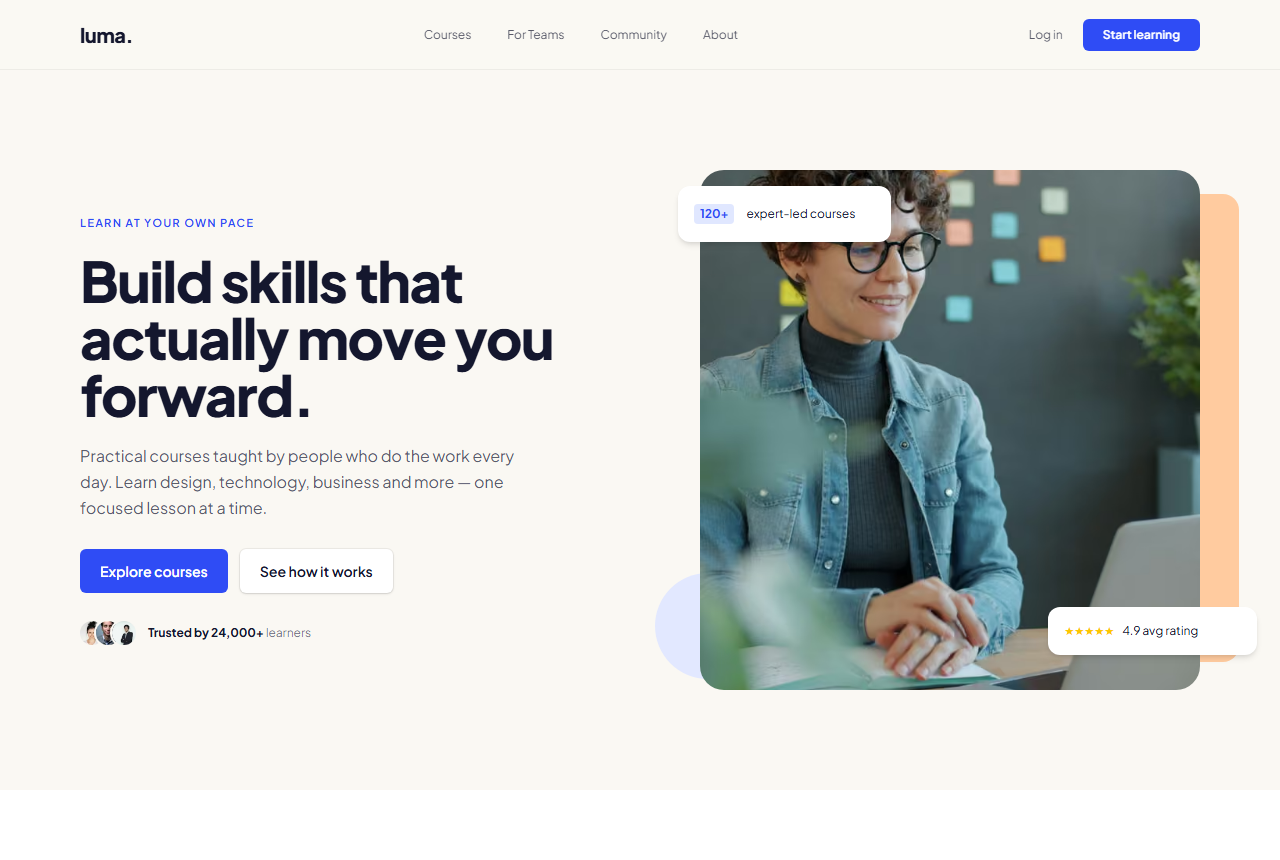 luma.
Courses
For Teams
Community
About
Log in
Start learning
LEARN AT YOUR OWN PACE
Build skills that
actually move you
forward.
Practical courses taught by people who do the work every
day. Learn design, technology, business and more — one
focused lesson at a time.
Explore courses
See how it works
Trusted by 24,000+ learners
120+ expert-led courses
★★★★★ 4.9 avg rating